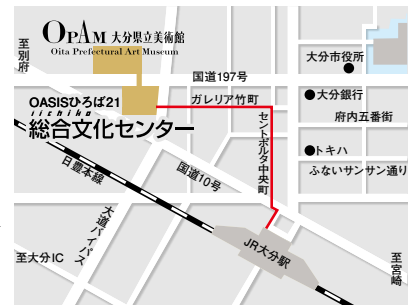 OPAM 大分県立美術館
Oita Prefectural Art Museum
至別府
大分市役所
国道197号
OASISひろば21
ガレリア竹町
大分銀行
iichiko
総合文化センター
府内五番街
セントポルタ中央町
トキハ
ふないサンサン通り
日豊本線
国道10号
大道バイパス
JR大分駅
至大分IC
至宮崎